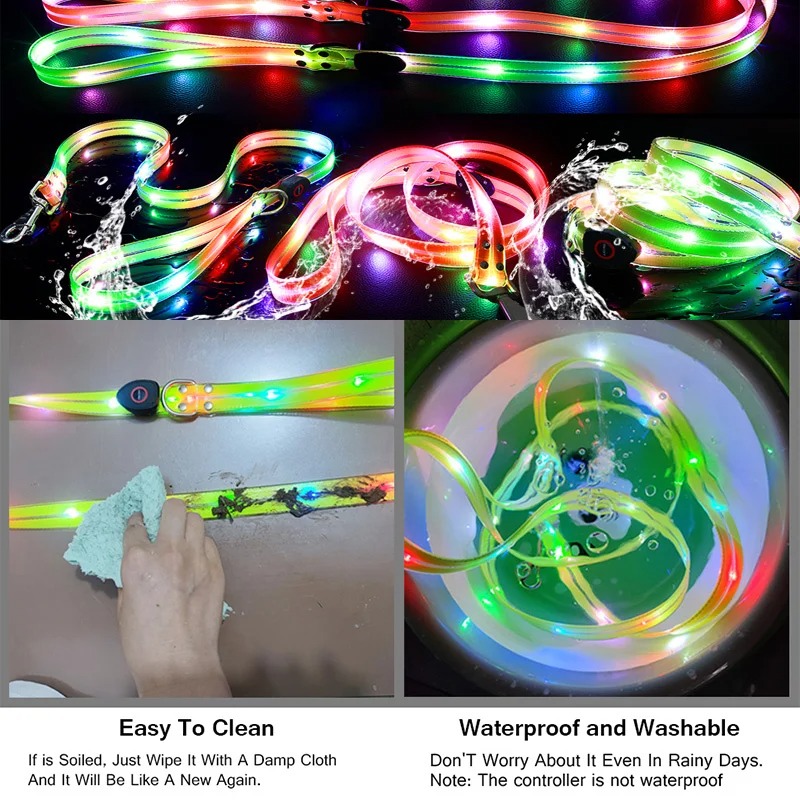 Easy To Clean
If is Soiled, Just Wipe It With A Damp Cloth
And It Will Be Like A New Again.
Waterproof and Washable
Don'T Worry About It Even In Rainy Days.
Note: The controller is not waterproof